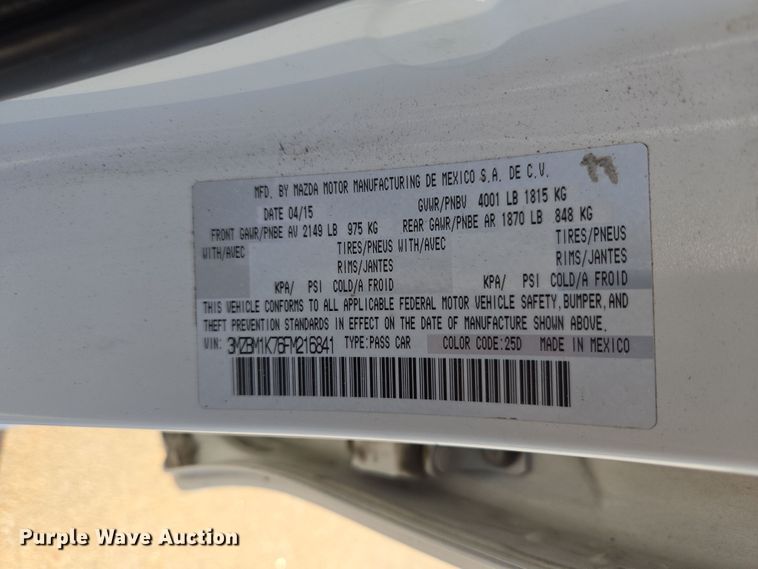 MFD. BY MAZDA MOTOR MANUFACTURING DE MEXICO S.A. DE C.V.
DATE 04/15 GVWR/PNBV 4001 LB 1815 KG
FRONT GAWR/PNBE AV 2149 LB 975 KG REAR GAWR/PNBE AR 1870 LB 848 KG
WITH/AVEC TIRES/PNEUS WITH/AVEC TIRES/PNEUS
RIMS/JANTES RIMS/JANTES
KPA/ PSI COLD/A FROID KPA/ PSI COLD/A FROID
THIS VEHICLE CONFORMS TO ALL APPLICABLE FEDERAL MOTOR VEHICLE SAFETY, BUMPER, AND
THEFT PREVENTION STANDARDS IN EFFECT ON THE DATE OF MANUFACTURE SHOWN ABOVE.
VIN: 3MZBM1K76FM216841 TYPE:PASS CAR COLOR CODE:25D MADE IN MEXICO
Purple Wave Auction